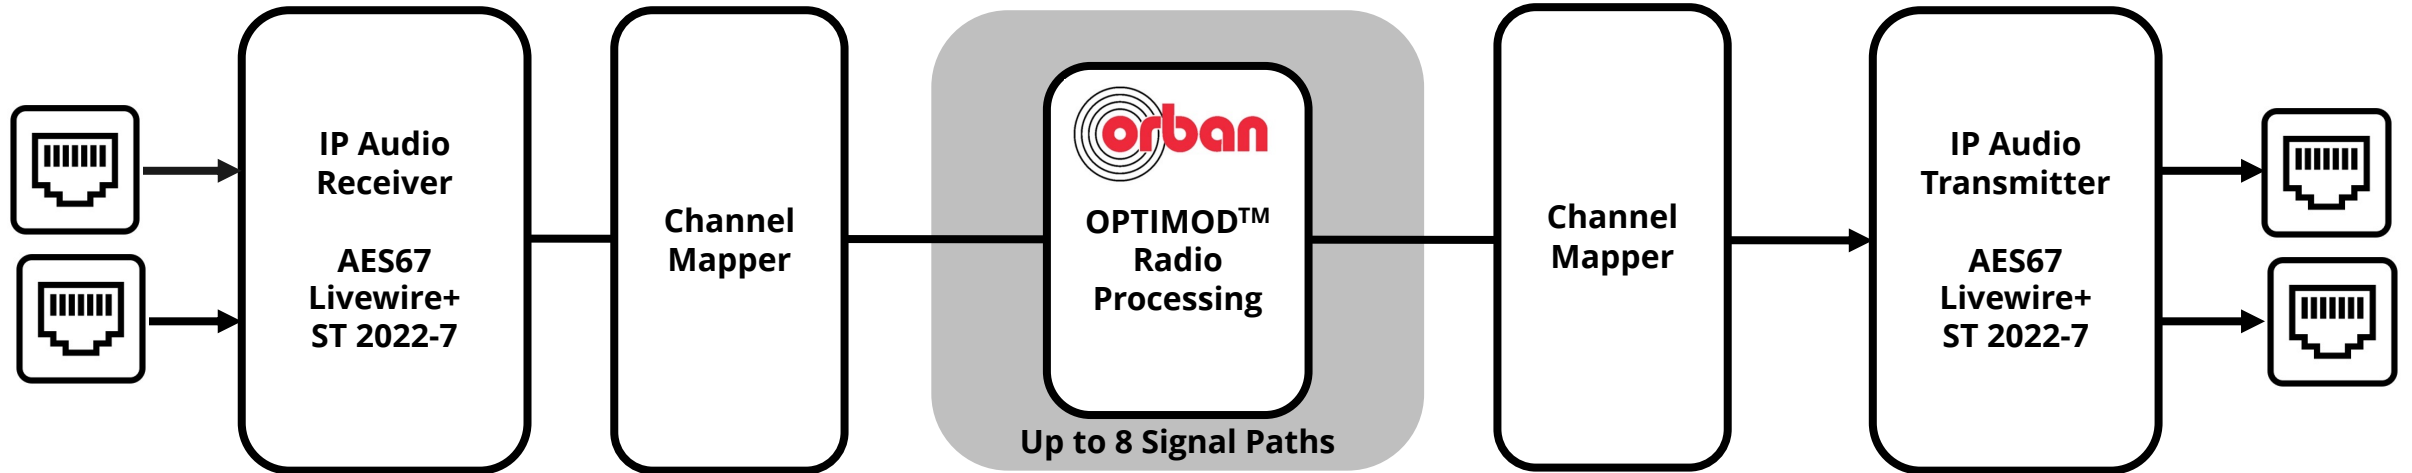 IP Audio
Receiver
AES67
Livewire+
ST 2022-7
Channel
Mapper
orban
OPTIMOD™
Radio
Processing
Up to 8 Signal Paths
Channel
Mapper
IP Audio
Transmitter
AES67
Livewire+
ST 2022-7